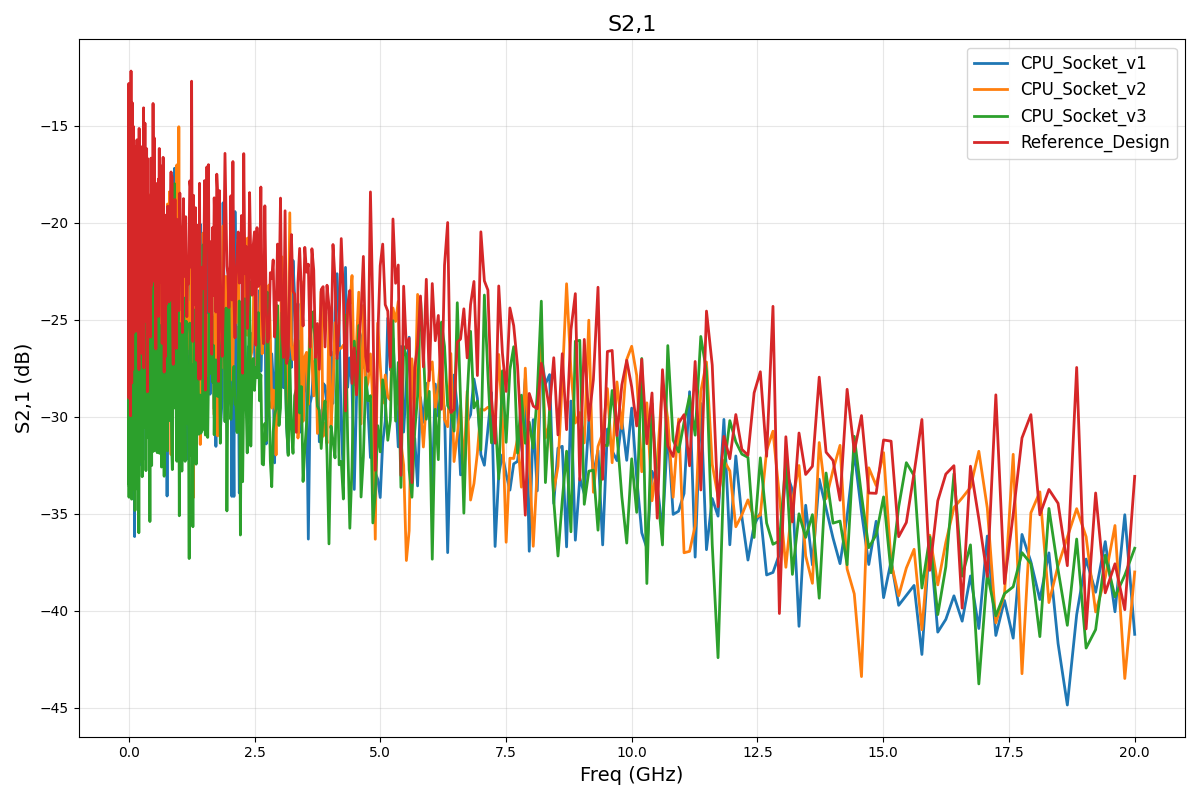 S2,1
CPU_Socket_v1
CPU_Socket_v2
CPU_Socket_v3
Reference_Design
S2,1 (dB)
−15
−20
−25
−30
−35
−40
−45
0.0 2.5 5.0 7.5 10.0 12.5 15.0 17.5 20.0
Freq (GHz)